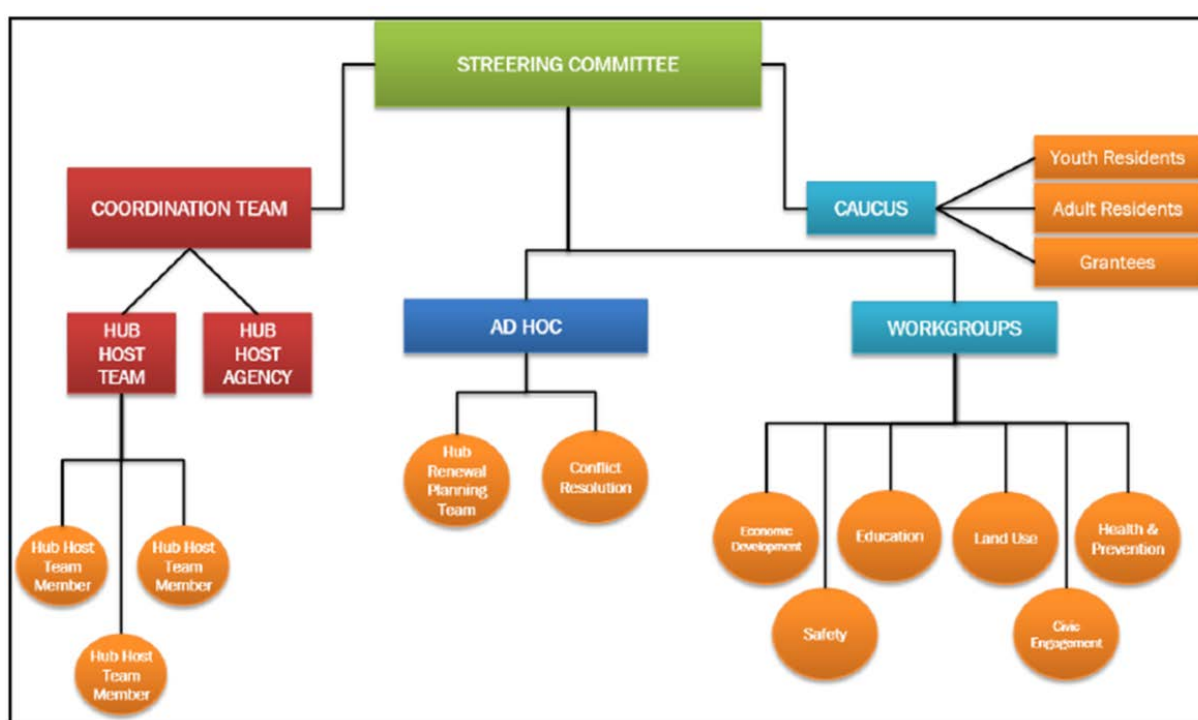 STREERING COMMITTEE
Youth Residents
COORDINATION TEAM
CAUCUS
Adult Residents
Grantees
HUB
HOST
TEAM
HUB
HOST
AGENCY
AD HOC
WORKGROUPS
Hub
Renewal
Planning
Team
Conflict
Resolution
Economic
Development
Education
Land Use
Health &
Prevention
Hub Host
Team
Member
Hub Host
Team
Member
Safety
Civic
Engagement
Hub Host
Team
Member